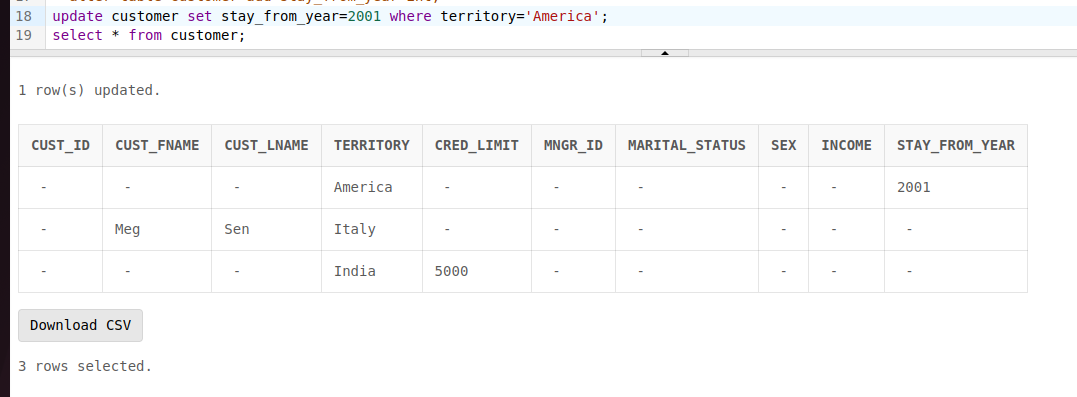 18 update customer set stay_from_year=2001 where territory='America';
19 select * from customer;
1 row(s) updated.
CUST_ID CUST_FNAME CUST_LNAME TERRITORY CRED_LIMIT MNGR_ID MARITAL_STATUS SEX INCOME STAY_FROM_YEAR
- - - America - - - - - 2001
- Meg Sen Italy - - - - - -
- - - India 5000 - - - - -
Download CSV
3 rows selected.